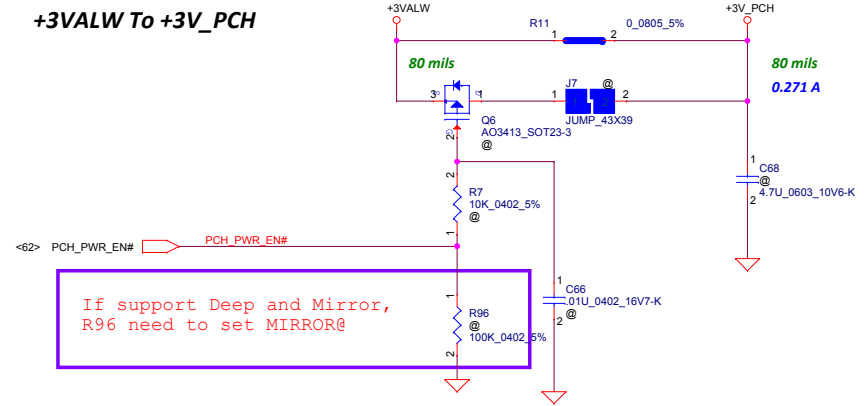 +3VALW To +3V_PCH
+3VALW
+3V_PCH
R11
0_0805_5%
1
2
80 mils
80 mils
0.271 A
3
1
1
J7
@
2
JUMP_43X39
Q6
AO3413_SOT23-3
@
2
1
C68
@
4.7U_0603_10V6-K
2
2
R7
10K_0402_5%
@
1
<62> PCH_PWR_EN#
PCH_PWR_EN#
If support Deep and Mirror,
R96 need to set MIRROR@
1
R96
@
100K_0402_5%
2
1
C66
.01U_0402_16V7-K
@
2